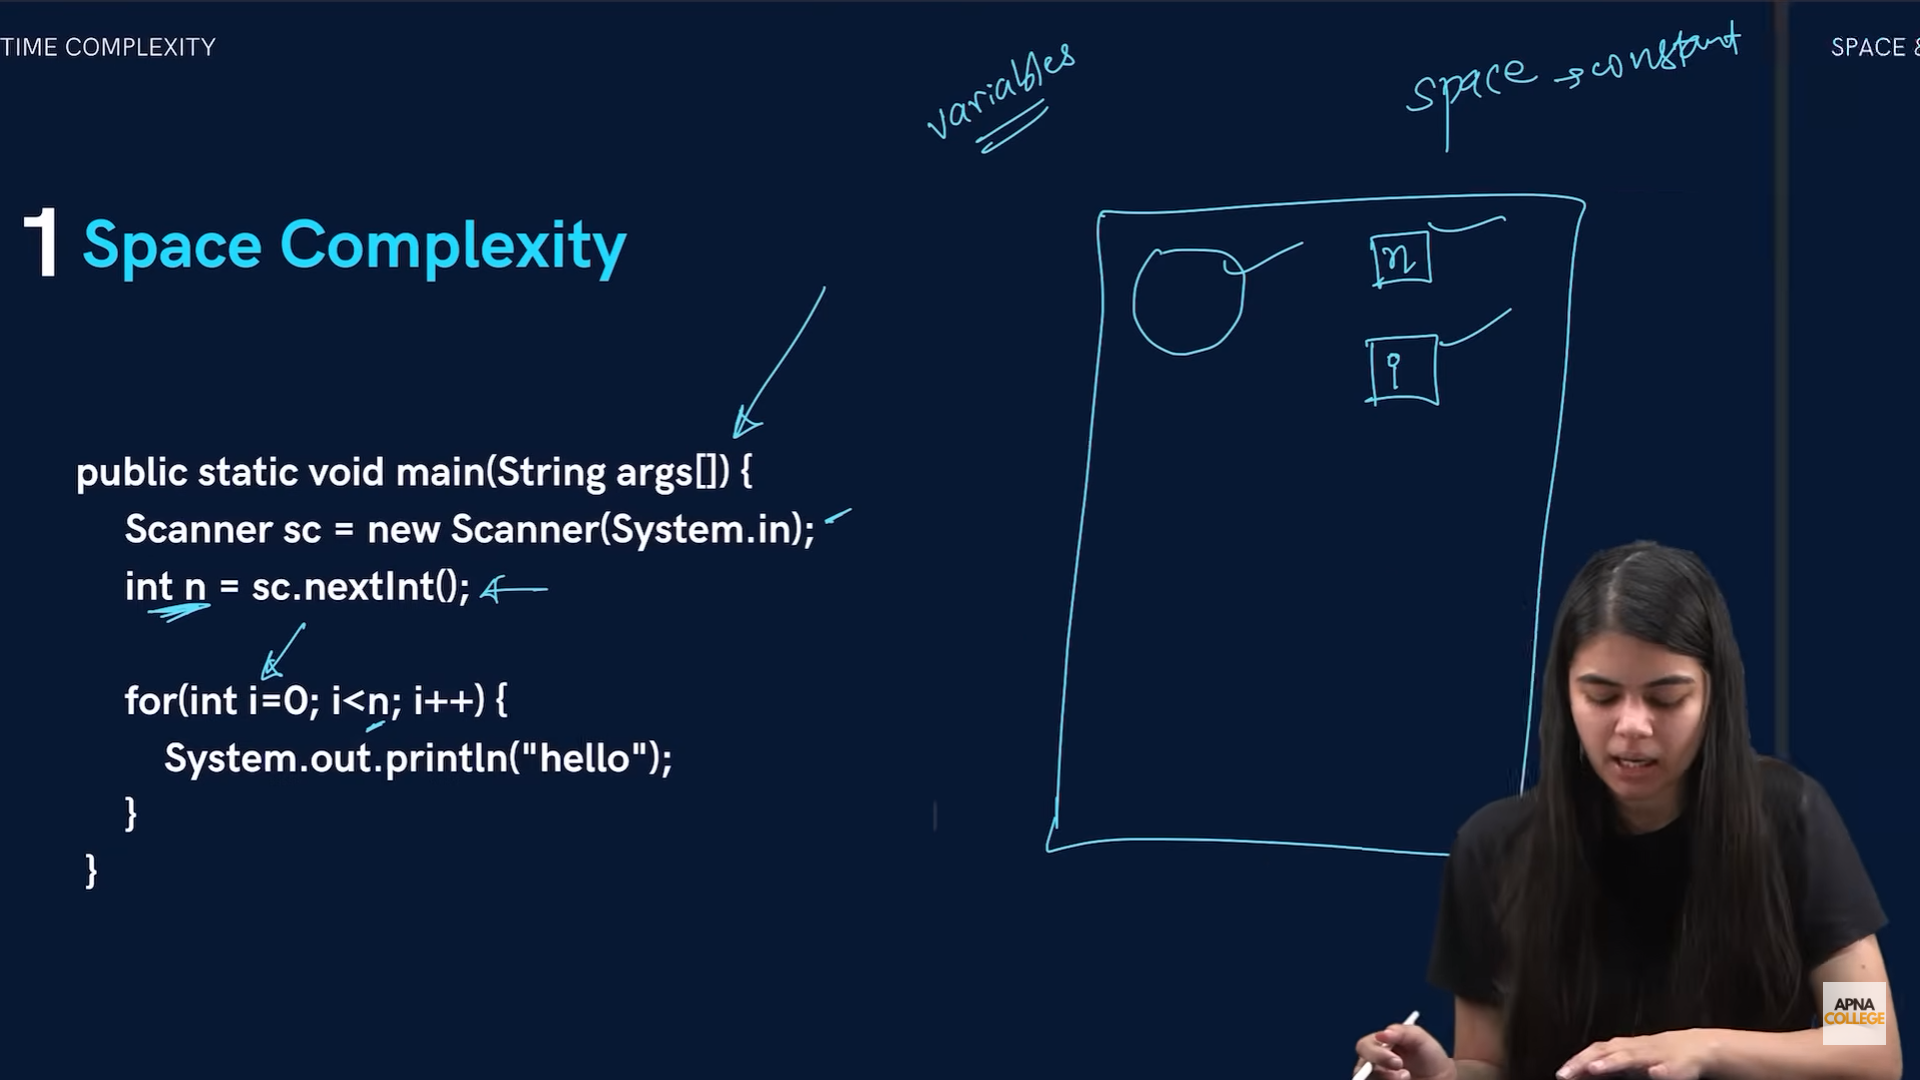 TIME COMPLEXITY
SPACE &
variables
space → constant
1 Space Complexity
n
i
public static void main(String args[]) {
Scanner sc = new Scanner(System.in);
int n = sc.nextInt();
for(int i=0; i<n; i++) {
System.out.println("hello");
}
}
APNA
COLLEGE